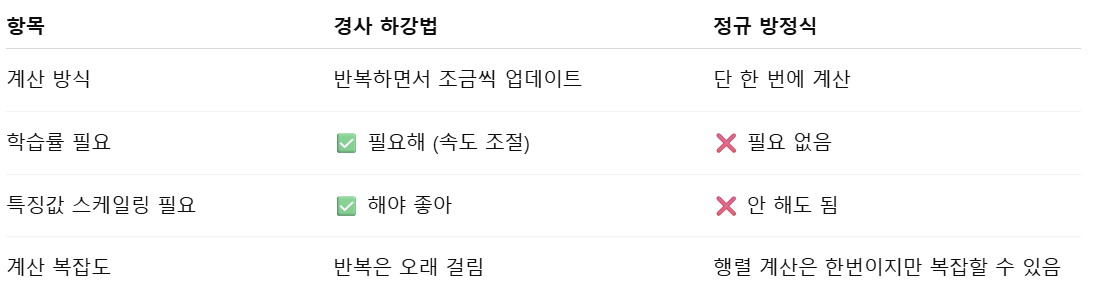 항목 경사 하강법 정규 방정식
계산 방식 반복하면서 조금씩 업데이트 단 한 번에 계산
학습률 필요 ✅ 필요해 (속도 조절) ❌ 필요 없음
특징값 스케일링 필요 ✅ 해야 좋아 ❌ 안 해도 됨
계산 복잡도 반복은 오래 걸림 행렬 계산은 한번이지만 복잡할 수 있음